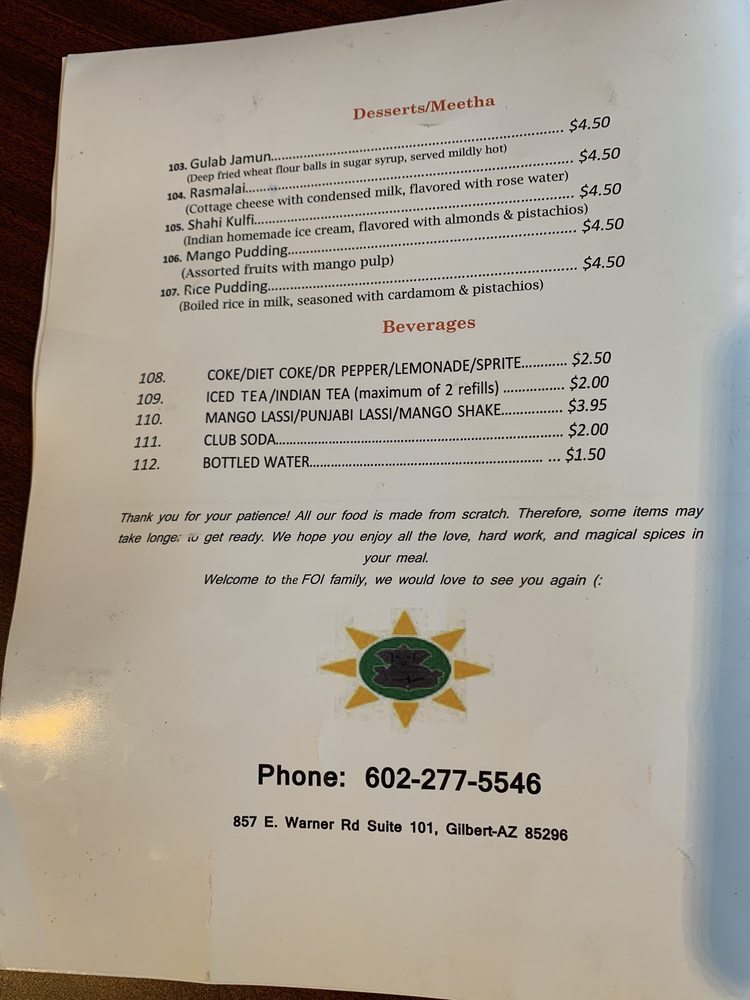 Desserts/Meetha
103. Gulab Jamun.......................................................... $4.50
(Deep fried wheat flour balls in sugar syrup, served mildly hot)
104. Rasmalai................................................................ $4.50
(Cottage cheese with condensed milk, flavored with rose water)
105. Shahi Kulfi.............................................................. $4.50
(Indian homemade ice cream, flavored with almonds & pistachios)
106. Mango Pudding...................................................... $4.50
(Assorted fruits with mango pulp)
107. Rice Pudding.......................................................... $4.50
(Boiled rice in milk, seasoned with cardamom & pistachios)
Beverages
108. COKE/DIET COKE/DR PEPPER/LEMONADE/SPRITE............ $2.50
109. ICED TEA/INDIAN TEA (maximum of 2 refills) ................ $2.00
110. MANGO LASSI/PUNJABI LASSI/MANGO SHAKE................ $3.95
111. CLUB SODA.................................................................... $2.00
112. BOTTLED WATER....................................................... ... $1.50
Thank you for your patience! All our food is made from scratch. Therefore, some items may
take longer to get ready. We hope you enjoy all the love, hard work, and magical spices in
your meal.
Welcome to the FOI family, we would love to see you again (:
Phone: 602-277-5546
857 E. Warner Rd Suite 101, Gilbert-AZ 85296